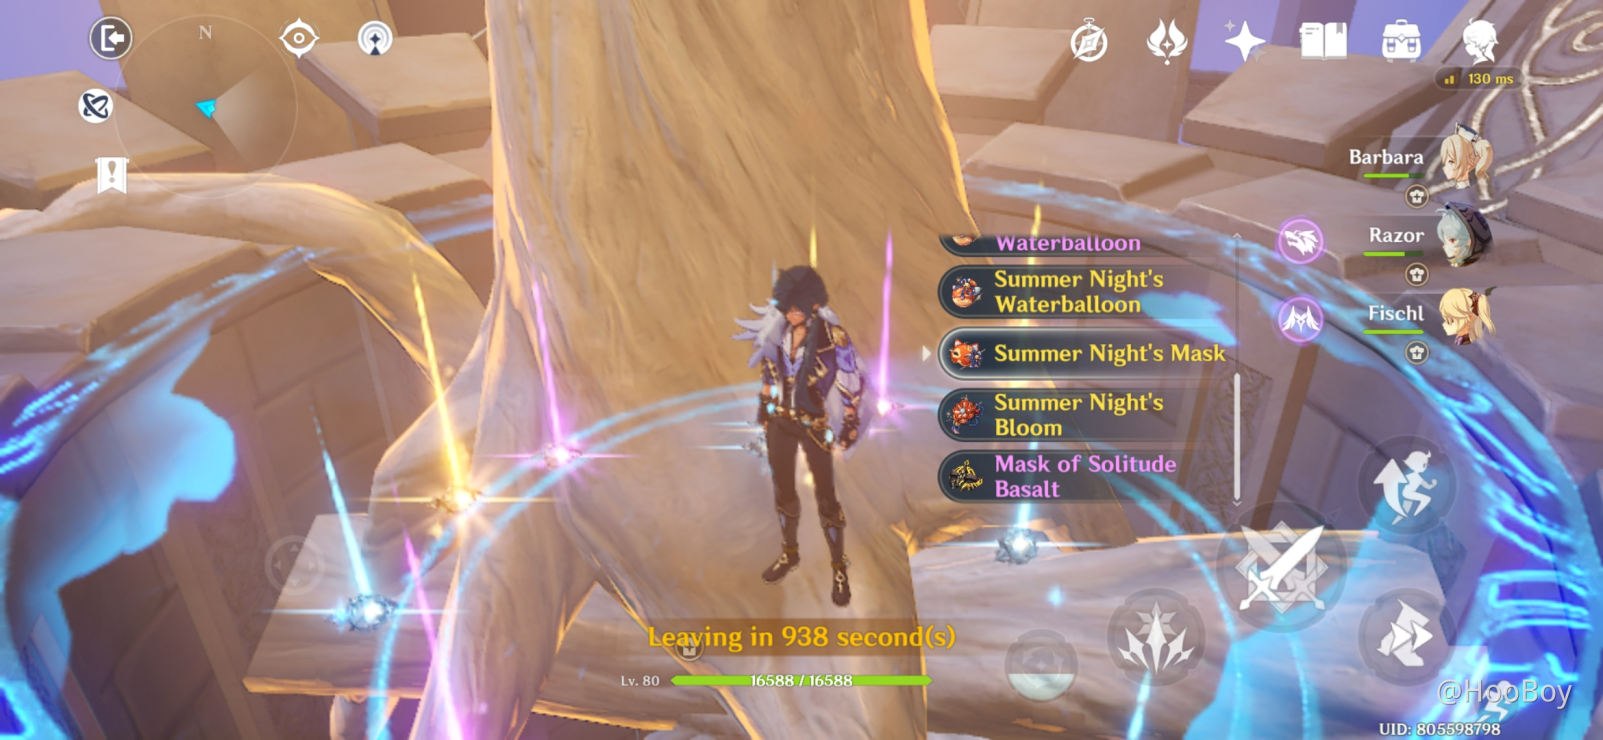 N
130 ms
Barbara
Razor
Fischl
Waterballoon
Summer Night's
Waterballoon
Summer Night's Mask
Summer Night's
Bloom
Mask of Solitude
Basalt
Leaving in 938 second(s)
Lv. 80
16588 / 16588
@HooBoy
UID: 805598798